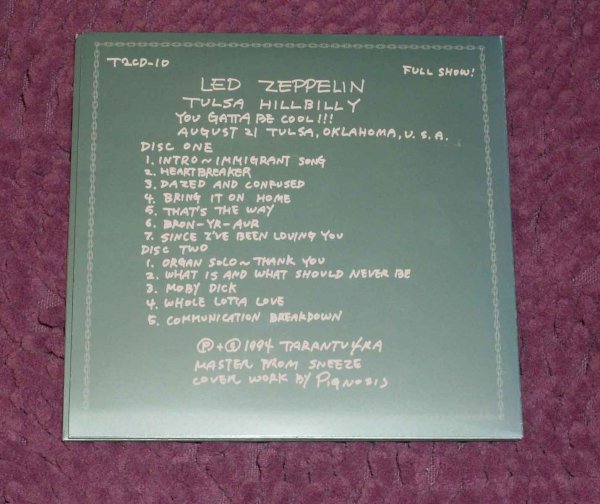 T2CD-10
FULL SHOW!
LED ZEPPELIN
TULSA HILLBILLY
YOU GATTA BE COOL!!!
AUGUST 21 TULSA, OKLAHOMA, U.S.A.
DISC ONE
1. INTRO~IMMIGRANT SONG
2. HEARTBREAKER
3. DAZED AND CONFUSED
4. BRING IT ON HOME
5. THAT'S THE WAY
6. BRON-YR-AUR
7. SINCE I'VE BEEN LOVING YOU
DISC TWO
1. ORGAN SOLO~THANK YOU
2. WHAT IS AND WHAT SHOULD NEVER BE
3. MOBY DICK
4. WHOLE LOTTA LOVE
5. COMMUNICATION BREAKDOWN
Ⓟ+Ⓢ 1994 TARANTU4RA
MASTER FROM SNEEZE
COVER WORK BY PIGNOSIS